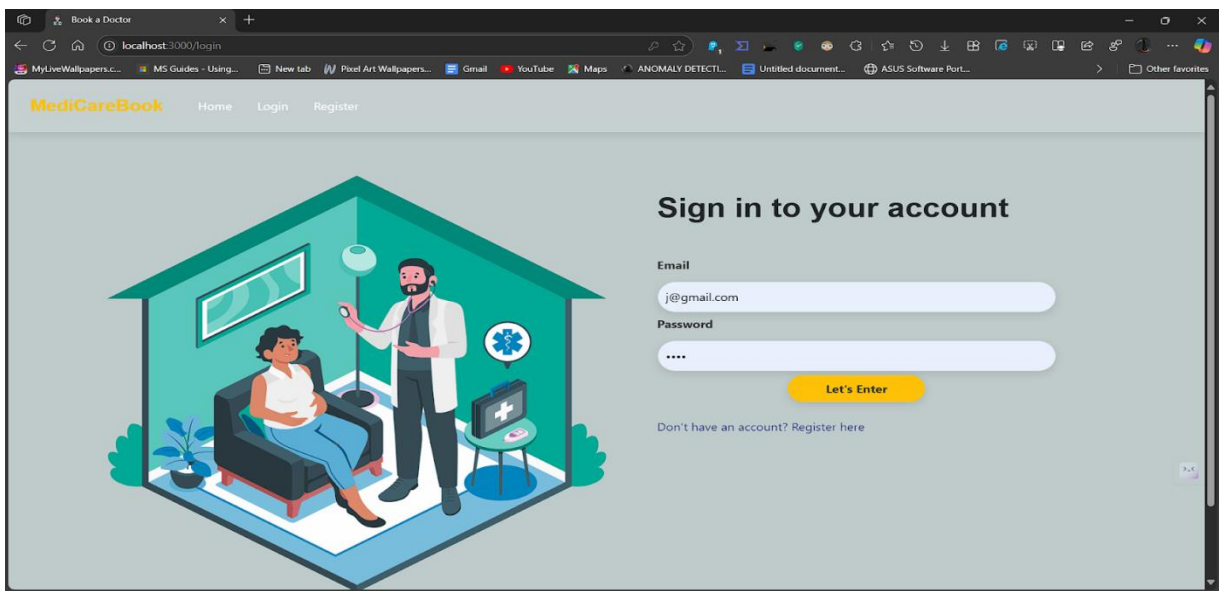 Book a Doctor
localhost:3000/login
MyLiveWallpapers.c... MS Guides - Using... New tab Pixel Art Wallpapers... Gmail YouTube Maps ANOMALY DETECTI... Untitled document... ASUS Software Port... Other favorites
MediCareBook Home Login Register
Sign in to your account
Email
j@gmail.com
Password
••••
Let's Enter
Don't have an account? Register here